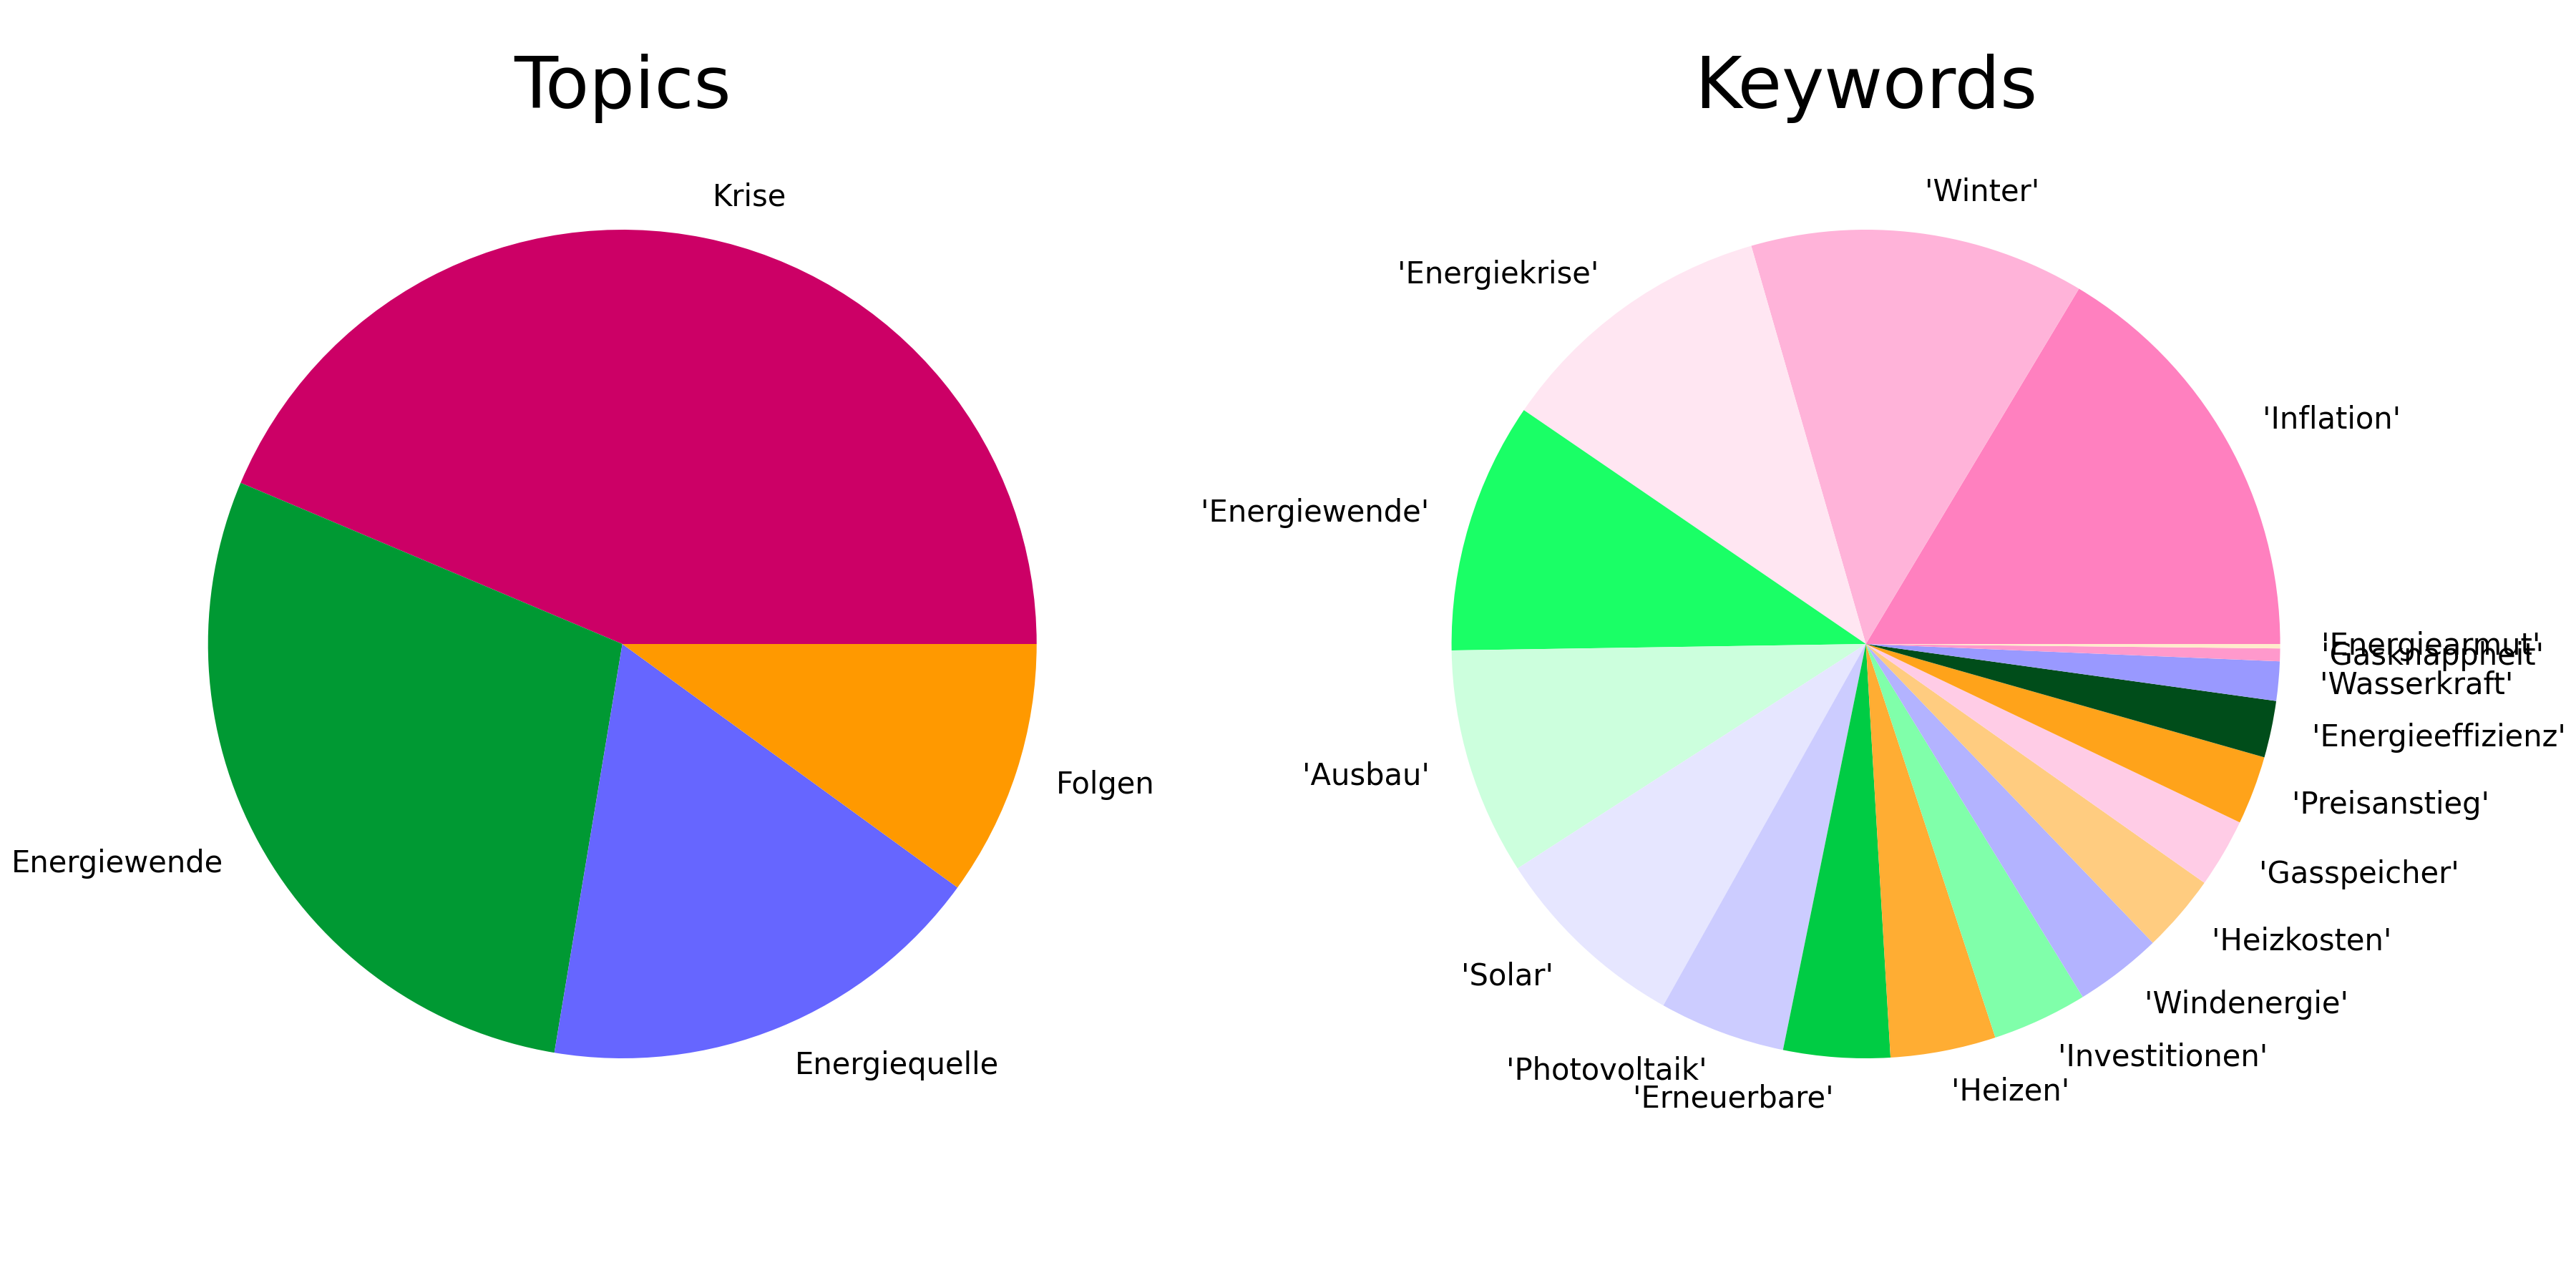 Topics
Krise
Energiewende
Energiequelle
Folgen
Keywords
'Winter'
'Energiekrise'
'Inflation'
'Energiewende'
'Energiearmut'
'Gasknappheit'
'Wasserkraft'
'Energieeffizienz'
'Ausbau'
'Preisanstieg'
'Gasspeicher'
'Heizkosten'
'Solar'
'Windenergie'
'Investitionen'
'Photovoltaik'
'Heizen'
'Erneuerbare'